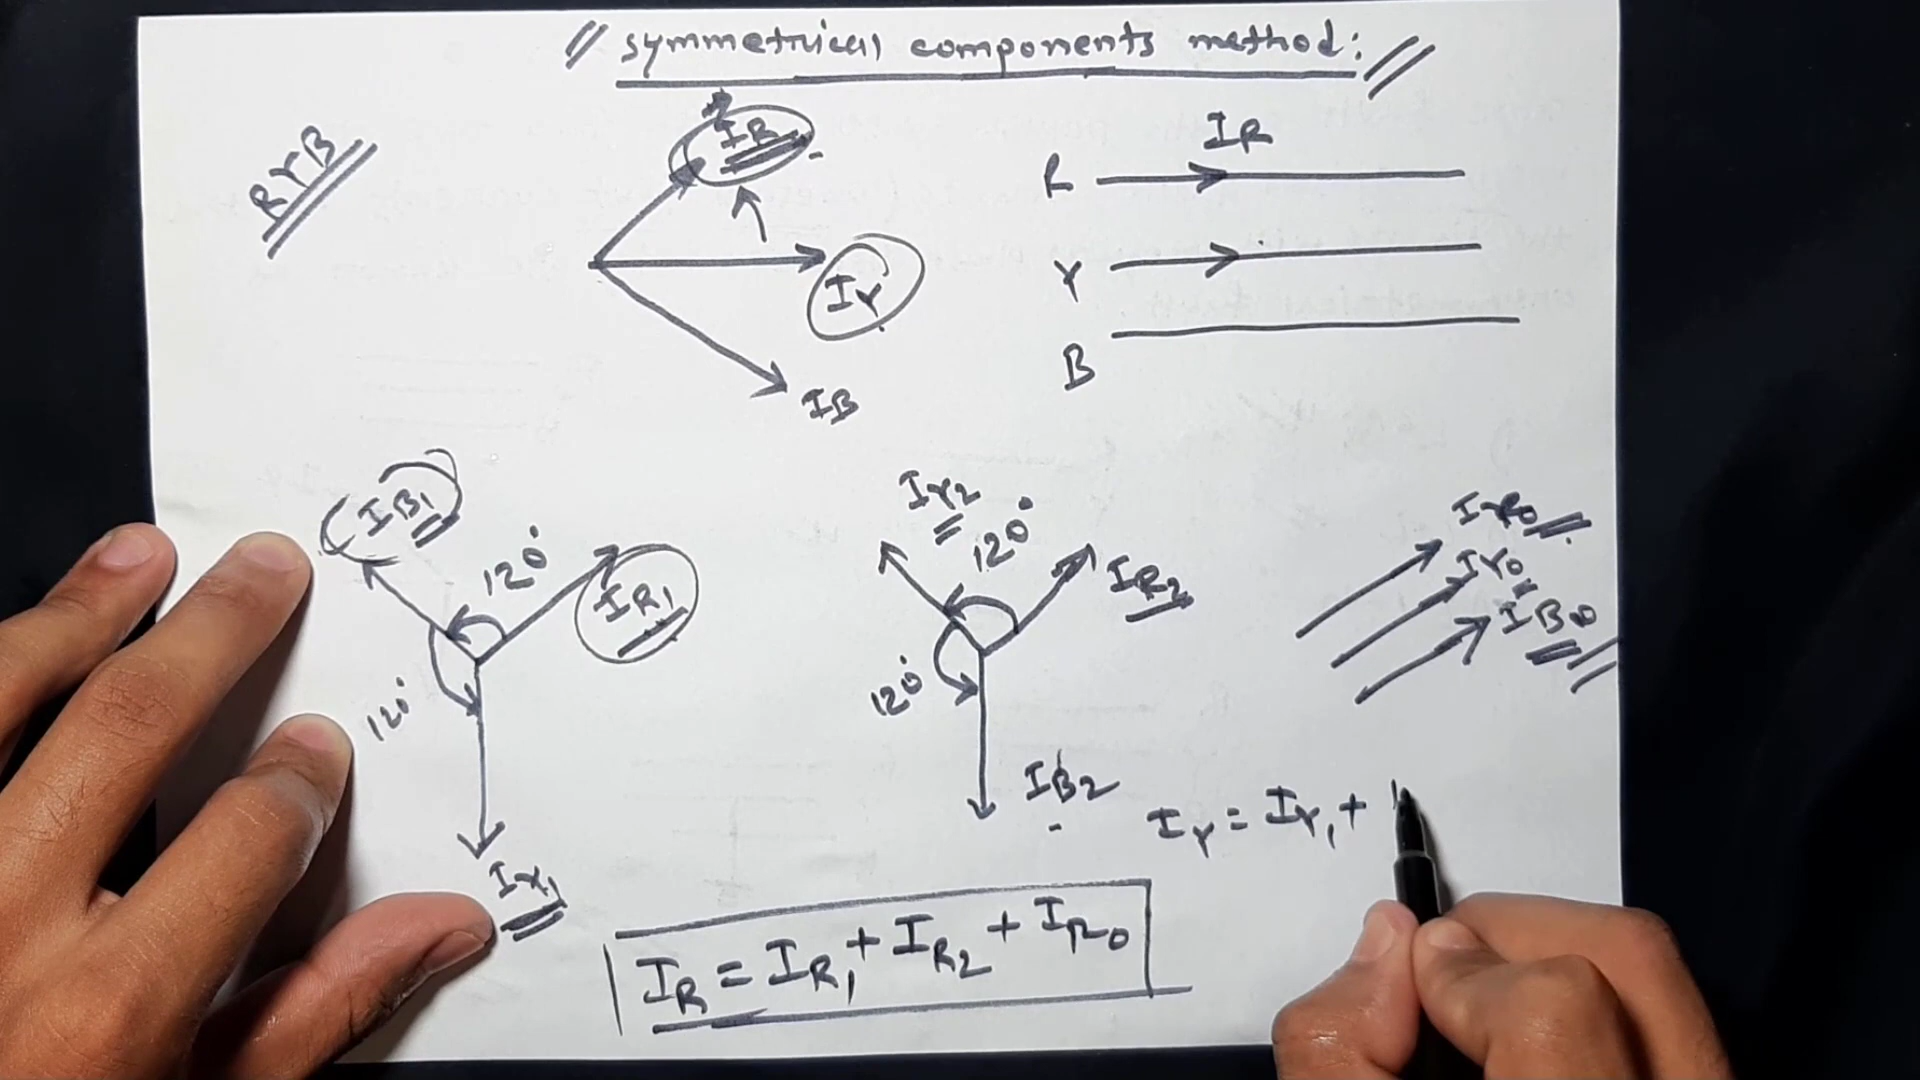 symmetrical components method:
RYB
IR
IY
IB
IR
R
Y
B
IB1
120°
IR1
120°
IY1
IY2
120°
IR2
120°
IB2
IR0
IY0
IB0
IY = IY1 +
IR = IR1 + IR2 + IR0